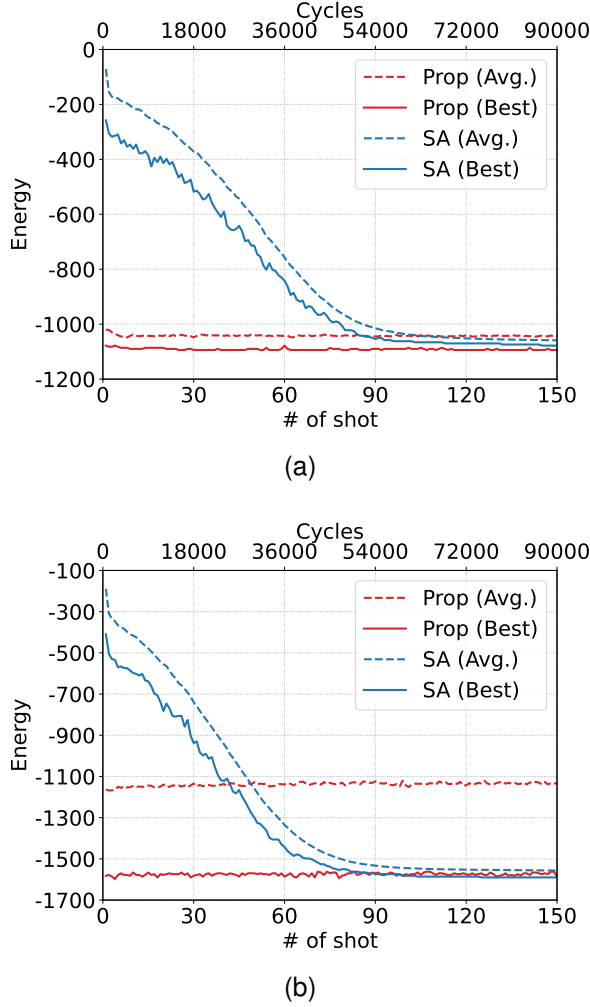 Cycles
0 18000 36000 54000 72000 90000
0
-200
-400
-600
-800
-1000
-1200
Energy
Prop (Avg.)
Prop (Best)
SA (Avg.)
SA (Best)
0 30 60 90 120 150
# of shot
(a)
Cycles
0 18000 36000 54000 72000 90000
-100
-300
-500
-700
-900
-1100
-1300
-1500
-1700
Energy
Prop (Avg.)
Prop (Best)
SA (Avg.)
SA (Best)
0 30 60 90 120 150
# of shot
(b)